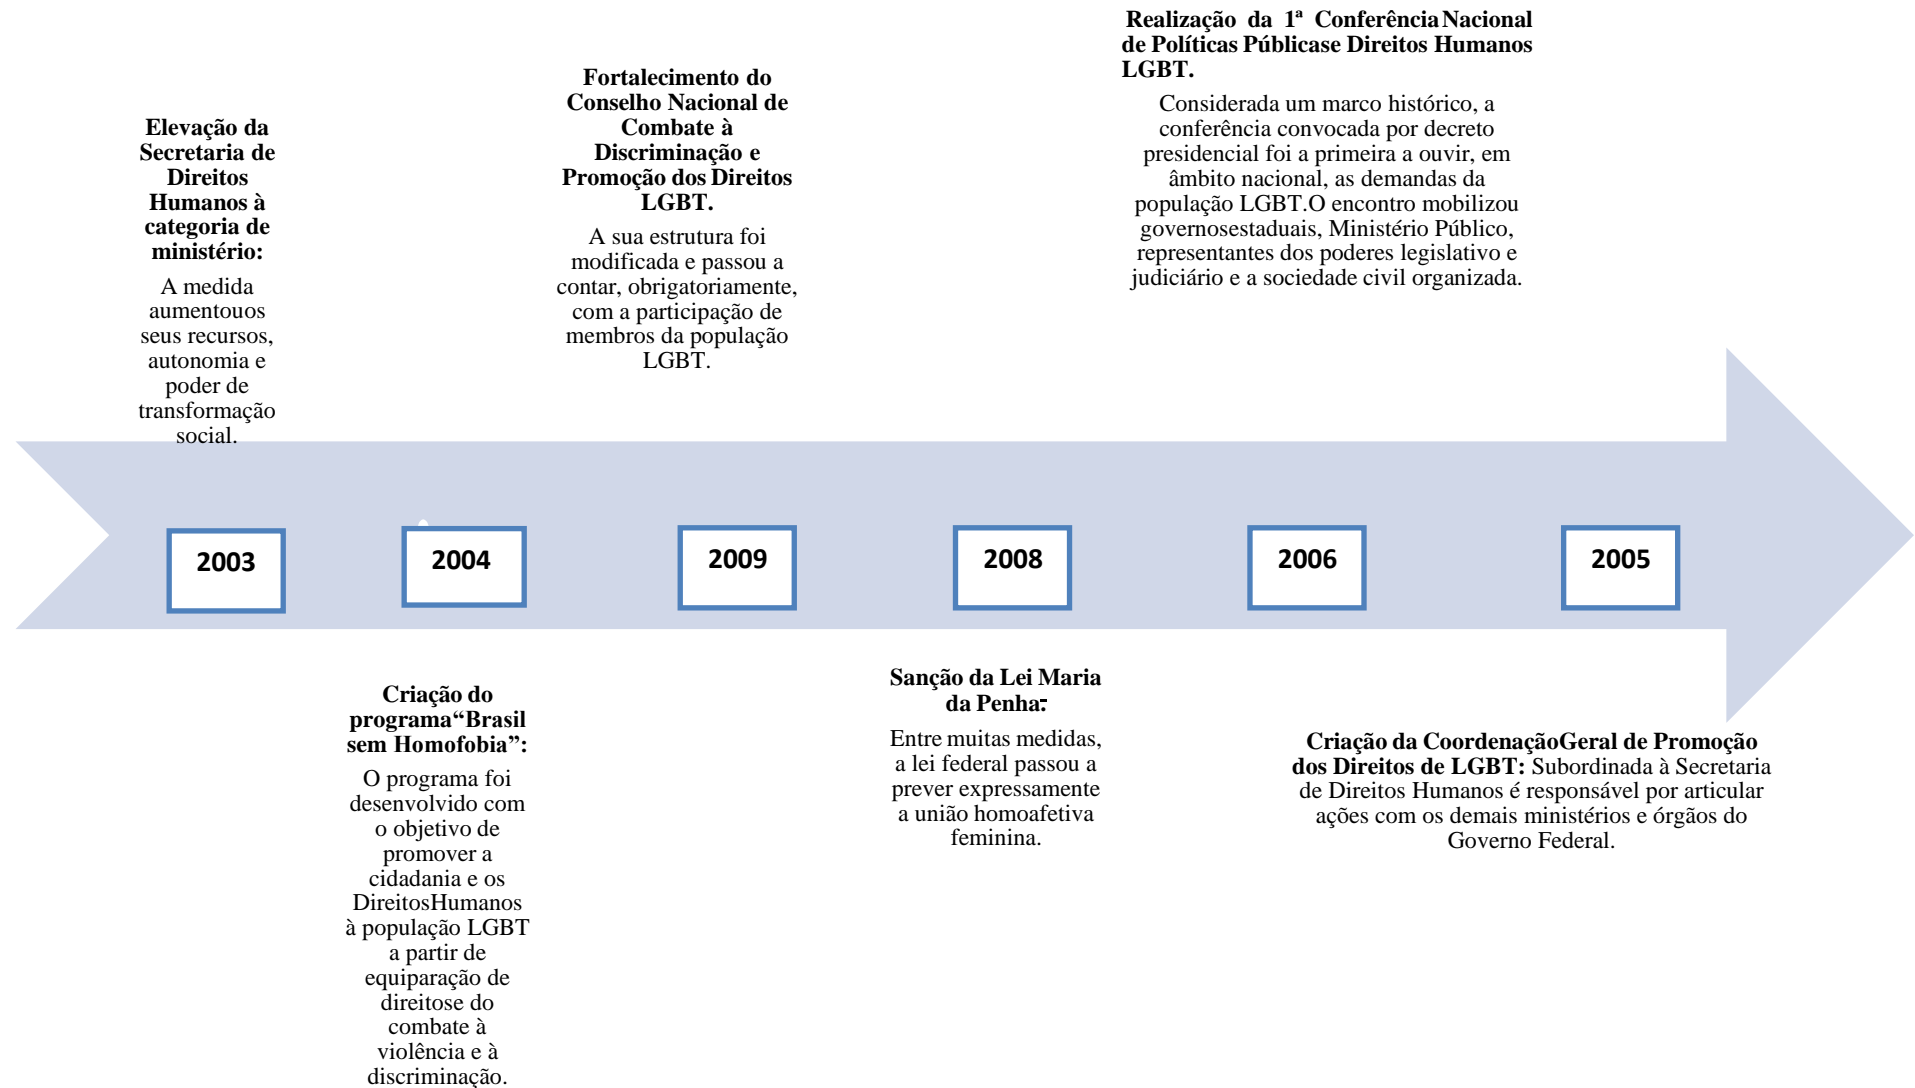 Realização da 1ª ConferênciaNacional
de Políticas Públicase Direitos Humanos
LGBT.
Considerada um marco histórico, a
conferência convocada por decreto
presidencial foi a primeira a ouvir, em
âmbito nacional, as demandas da
população LGBT.O encontro mobilizou
governosestaduais, Ministério Público,
representantes dos poderes legislativo e
judiciário e a sociedade civil organizada.
Fortalecimento do
Conselho Nacional de
Combate à
Discriminação e
Promoção dos Direitos
LGBT.
A sua estrutura foi
modificada e passou a
contar, obrigatoriamente,
com a participação de
membros da população
LGBT.
Elevação da
Secretaria de
Direitos
Humanos à
categoria de
ministério:
A medida
aumentouos
seus recursos,
autonomia e
poder de
transformação
social.
2003
2004
2009
2008
2006
2005
Criação do
programa“Brasil
sem Homofobia”:
O programa foi
desenvolvido com
o objetivo de
promover a
cidadania e os
DireitosHumanos
à população LGBT
a partir de
equiparação de
direitose do
combate à
violência e à
discriminação.
Sanção da Lei Maria
da Penha:
Entre muitas medidas,
a lei federal passou a
prever expressamente
a união homoafetiva
feminina.
Criação da CoordenaçãoGeral de Promoção
dos Direitos de LGBT: Subordinada à Secretaria
de Direitos Humanos é responsável por articular
ações com os demais ministérios e órgãos do
Governo Federal.